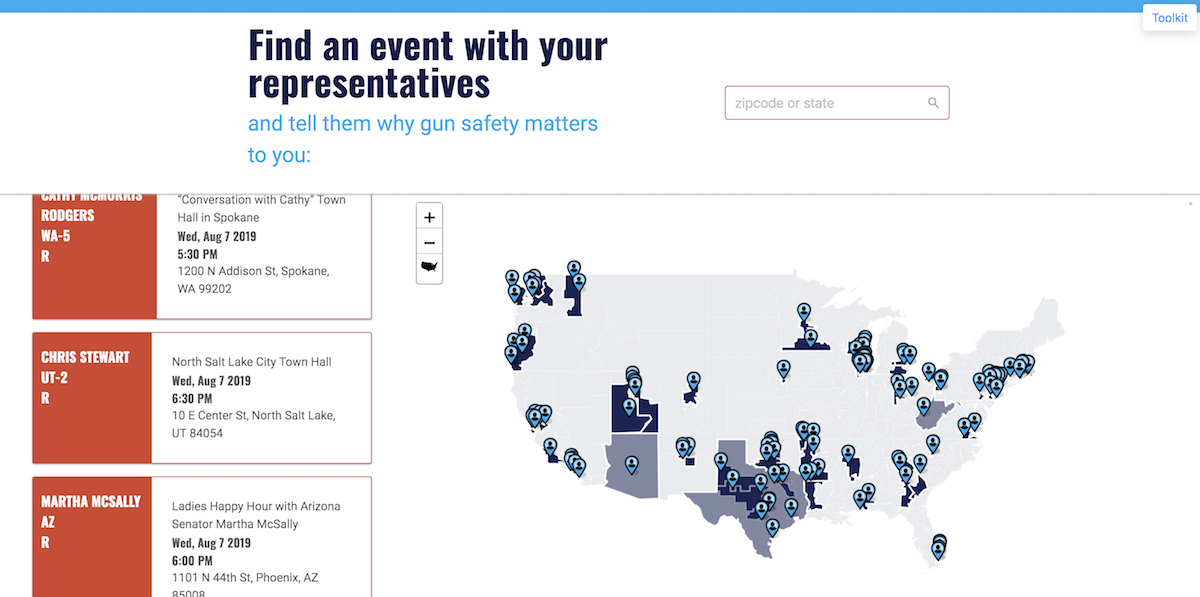 Toolkit
Find an event with your
representatives
and tell them why gun safety matters
to you:
zipcode or state
CATHY MCMORRIS
RODGERS
WA-5
R
"Conversation with Cathy" Town
Hall in Spokane
Wed, Aug 7 2019
5:30 PM
1200 N Addison St, Spokane,
WA 99202
CHRIS STEWART
UT-2
R
North Salt Lake City Town Hall
Wed, Aug 7 2019
6:30 PM
10 E Center St, North Salt Lake,
UT 84054
MARTHA MCSALLY
AZ
R
Ladies Happy Hour with Arizona
Senator Martha McSally
Wed, Aug 7 2019
6:00 PM
1101 N 44th St, Phoenix, AZ
85008
+
−